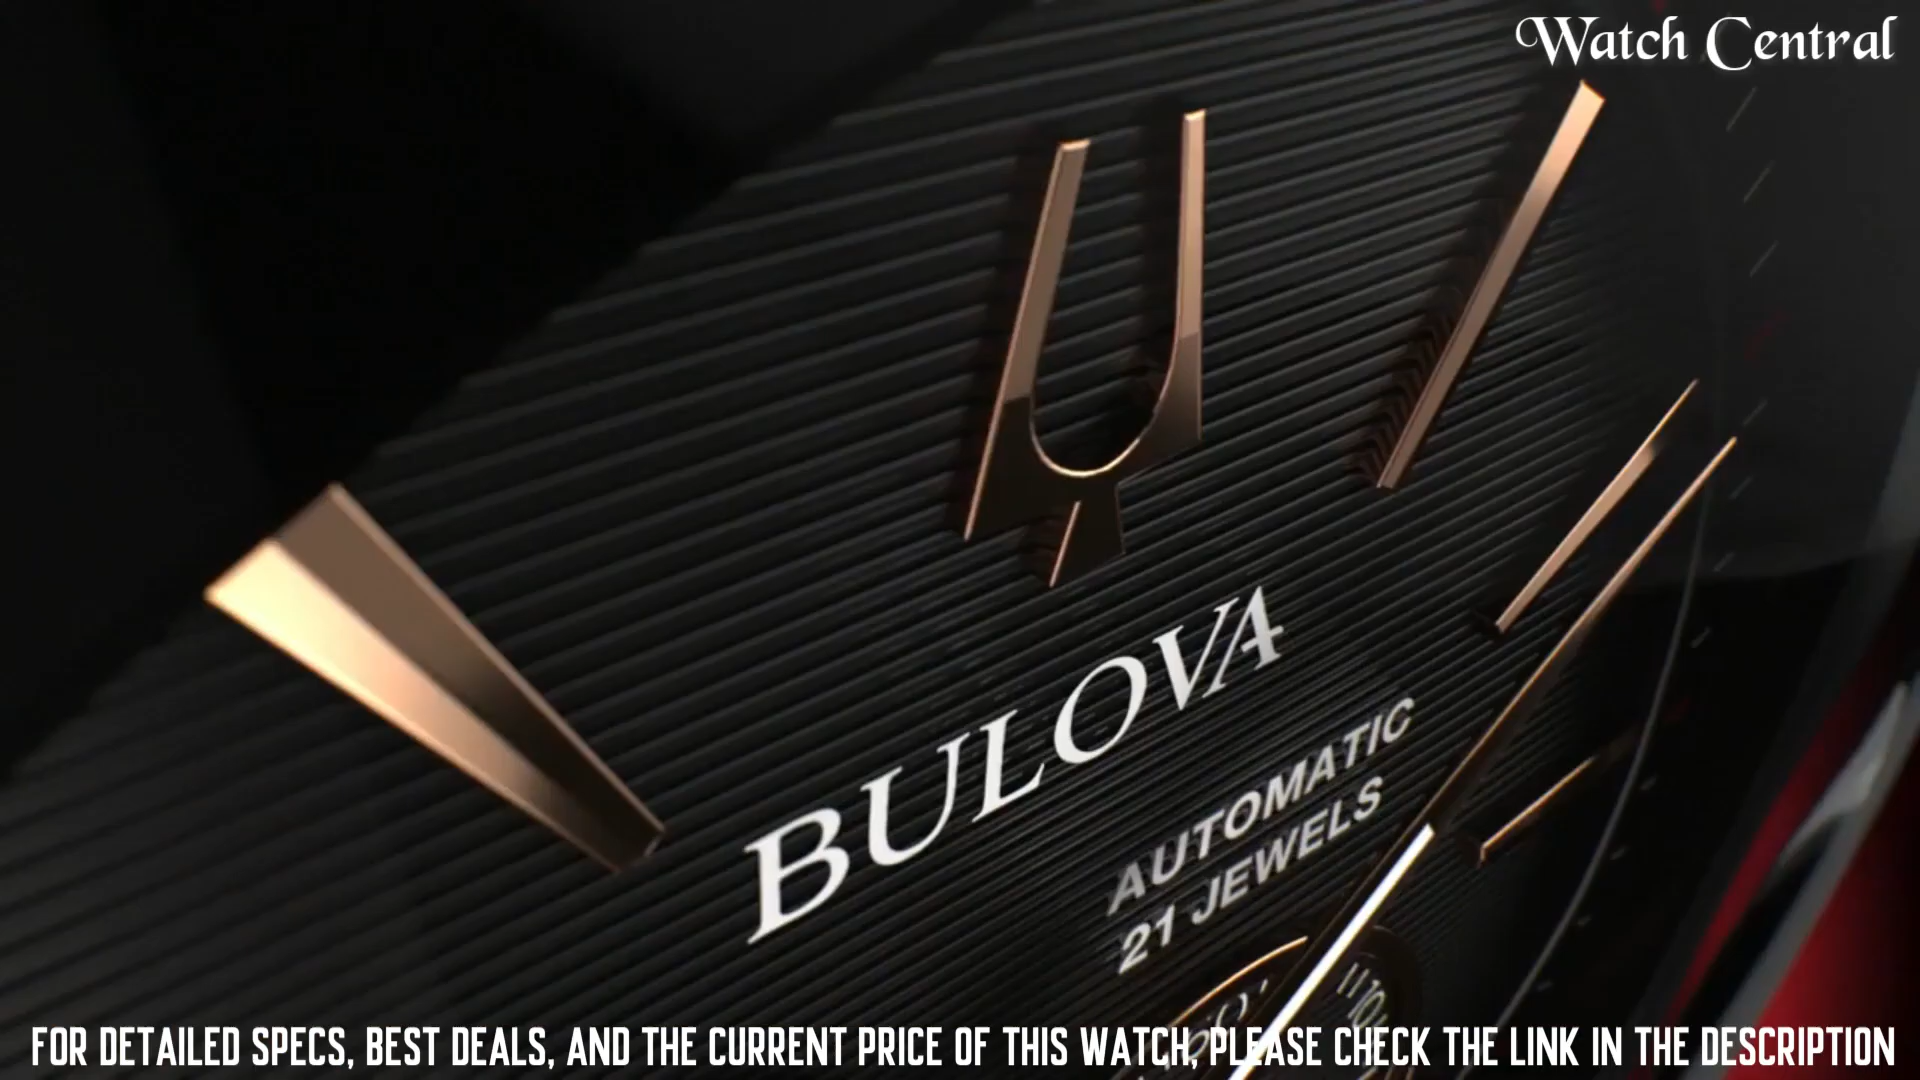 Watch Central
BULOVA
AUTOMATIC
21 JEWELS
FOR DETAILED SPECS, BEST DEALS, AND THE CURRENT PRICE OF THIS WATCH, PLEASE CHECK THE LINK IN THE DESCRIPTION